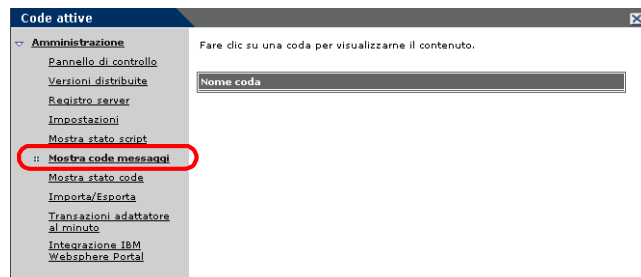 Code attive
Amministrazione
Pannello di controllo
Versioni distribuite
Registro server
Impostazioni
Mostra stato script
Mostra code messaggi
Mostra stato code
Importa/Esporta
Transazioni adattatore
al minuto
Integrazione IBM
Websphere Portal
Fare clic su una coda per visualizzarne il contenuto.
Nome coda